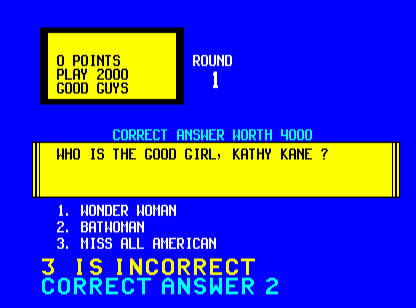 0 POINTS
PLAY 2000
GOOD GUYS
ROUND
1
CORRECT ANSWER WORTH 4000
WHO IS THE GOOD GIRL, KATHY KANE ?
1. WONDER WOMAN
2. BATWOMAN
3. MISS ALL AMERICAN
3 IS INCORRECT
CORRECT ANSWER 2